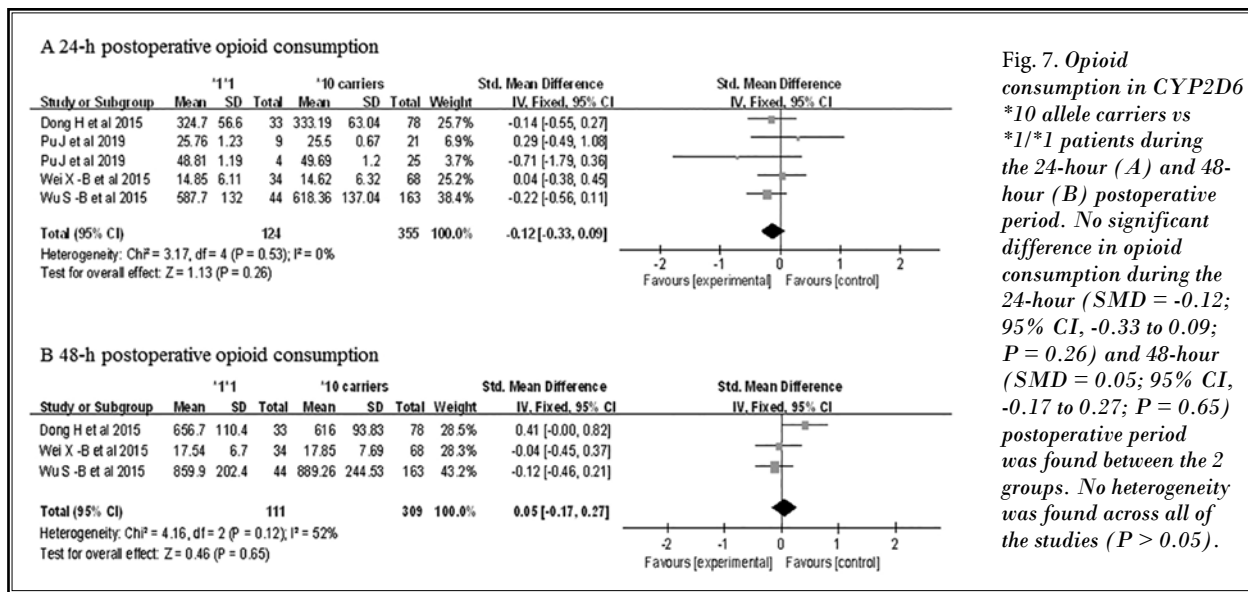 A 24-h postoperative opioid consumption
'1'1 '10 carriers Std. Mean Difference Std. Mean Difference
Study or Subgroup Mean SD Total Mean SD Total Weight IV, Fixed, 95% CI IV, Fixed, 95% CI
Dong H et al 2015 324.7 56.6 33 333.19 63.04 78 25.7% -0.14 [-0.55, 0.27]
Pu J et al 2019 25.76 1.23 9 25.5 0.67 21 6.9% 0.29 [-0.49, 1.08]
Pu J et al 2019 48.81 1.19 4 49.69 1.2 25 3.7% -0.71 [-1.79, 0.36]
Wei X -B et al 2015 14.85 6.11 34 14.62 6.32 68 25.2% 0.04 [-0.38, 0.45]
Wu S -B et al 2015 587.7 132 44 618.36 137.04 163 38.4% -0.22 [-0.56, 0.11]
Total (95% CI) 124 355 100.0% -0.12 [-0.33, 0.09]
Heterogeneity: Chi² = 3.17, df = 4 (P = 0.53); I² = 0%
Test for overall effect: Z = 1.13 (P = 0.26)
-2 -1 0 1 2
Favours [experimental] Favours [control]
B 48-h postoperative opioid consumption
'1'1 '10 carriers Std. Mean Difference Std. Mean Difference
Study or Subgroup Mean SD Total Mean SD Total Weight IV, Fixed, 95% CI IV, Fixed, 95% CI
Dong H et al 2015 656.7 110.4 33 616 93.83 78 28.5% 0.41 [-0.00, 0.82]
Wei X -B et al 2015 17.54 6.7 34 17.85 7.69 68 28.3% -0.04 [-0.45, 0.37]
Wu S -B et al 2015 859.9 202.4 44 889.26 244.53 163 43.2% -0.12 [-0.46, 0.21]
Total (95% CI) 111 309 100.0% 0.05 [-0.17, 0.27]
Heterogeneity: Chi² = 4.16, df = 2 (P = 0.12); I² = 52%
Test for overall effect: Z = 0.46 (P = 0.65)
-2 -1 0 1 2
Favours [experimental] Favours [control]
Fig. 7. Opioid
consumption in CYP2D6
*10 allele carriers vs
*1/*1 patients during
the 24-hour (A) and 48-
hour (B) postoperative
period. No significant
difference in opioid
consumption during the
24-hour (SMD = -0.12;
95% CI, -0.33 to 0.09;
P = 0.26) and 48-hour
(SMD = 0.05; 95% CI,
-0.17 to 0.27; P = 0.65)
postoperative period
was found between the 2
groups. No heterogeneity
was found across all of
the studies (P > 0.05).